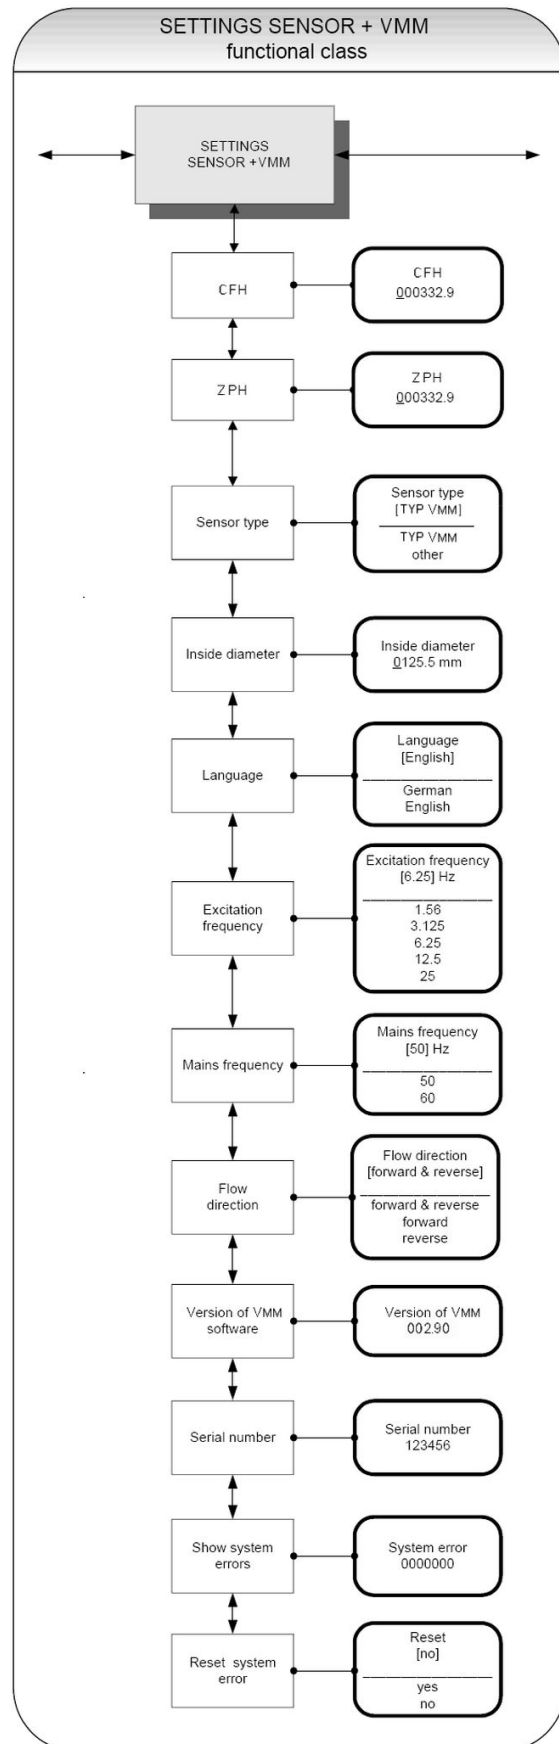 SETTINGS SENSOR + VMM
functional class
SETTINGS
SENSOR +VMM
CFH
CFH
000332.9
ZPH
ZPH
000332.9
Sensor type
Sensor type
[TYP VMM]
TYP VMM
other
Inside diameter
Inside diameter
0125.5 mm
Language
Language
[English]
German
English
Excitation
frequency
Excitation frequency
[6.25] Hz
1.56
3.125
6.25
12.5
25
Mains frequency
Mains frequency
[50] Hz
50
60
Flow
direction
Flow direction
[forward & reverse]
forward & reverse
forward
reverse
Version of VMM
software
Version of VMM
002.90
Serial number
Serial number
123456
Show system
errors
System error
0000000
Reset system
error
Reset
[no]
yes
no